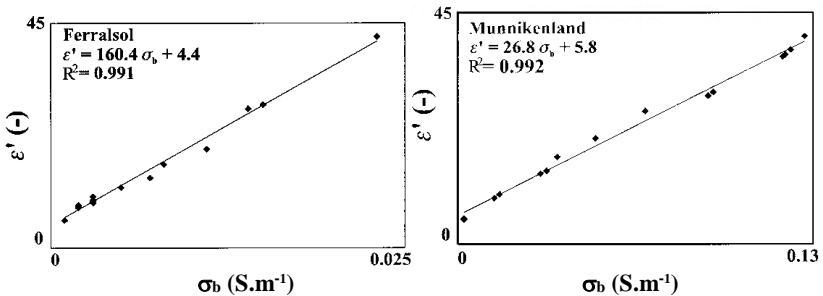 45
Ferralsol
ε' = 160.4 σb + 4.4
R²= 0.991
ε' (-)
0
0
0.025
σb (S.m⁻¹)
45
Munnikenland
ε' = 26.8 σb + 5.8
R²= 0.992
ε' (-)
0
0
0.13
σb (S.m⁻¹)